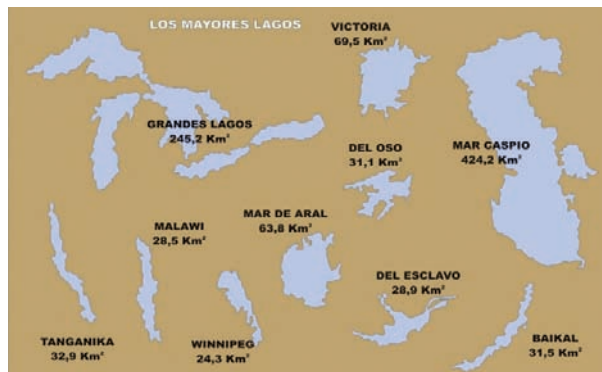 LOS MAYORES LAGOS
VICTORIA
69,5 Km²
GRANDES LAGOS
245,2 Km²
DEL OSO
31,1 Km²
MAR CASPIO
424,2 Km²
MALAWI
28,5 Km²
MAR DE ARAL
63,8 Km²
DEL ESCLAVO
28,9 Km²
TANGANIKA
32,9 Km²
WINNIPEG
24,3 Km²
BAIKAL
31,5 Km²